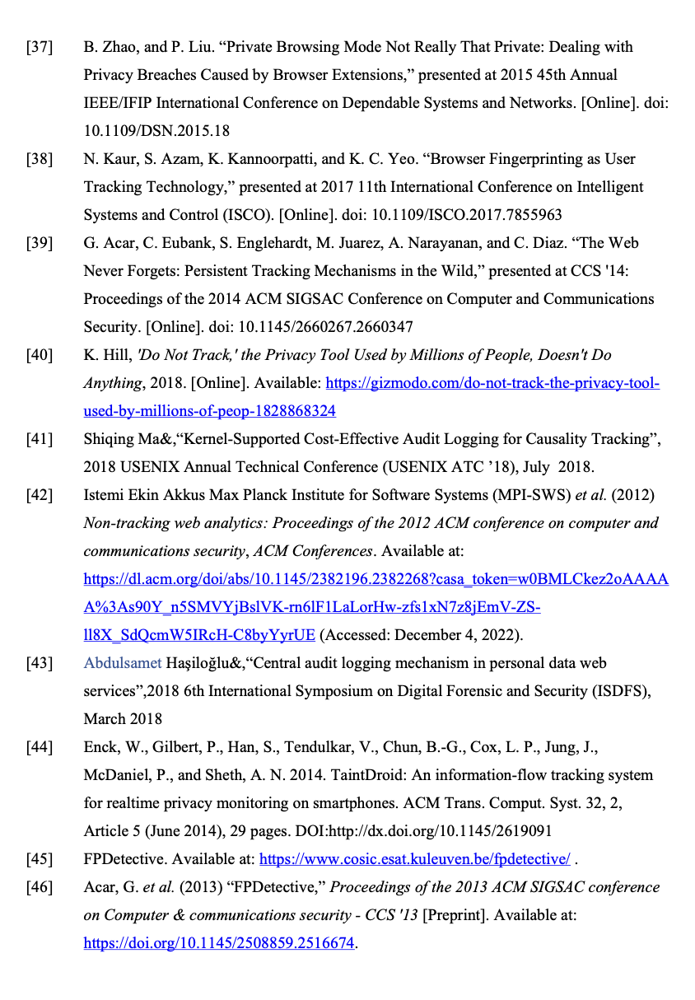 [37] B. Zhao, and P. Liu. “Private Browsing Mode Not Really That Private: Dealing with
Privacy Breaches Caused by Browser Extensions,” presented at 2015 45th Annual
IEEE/IFIP International Conference on Dependable Systems and Networks. [Online]. doi:
10.1109/DSN.2015.18
[38] N. Kaur, S. Azam, K. Kannoorpatti, and K. C. Yeo. “Browser Fingerprinting as User
Tracking Technology,” presented at 2017 11th International Conference on Intelligent
Systems and Control (ISCO). [Online]. doi: 10.1109/ISCO.2017.7855963
[39] G. Acar, C. Eubank, S. Englehardt, M. Juarez, A. Narayanan, and C. Diaz. “The Web
Never Forgets: Persistent Tracking Mechanisms in the Wild,” presented at CCS '14:
Proceedings of the 2014 ACM SIGSAC Conference on Computer and Communications
Security. [Online]. doi: 10.1145/2660267.2660347
[40] K. Hill, 'Do Not Track,' the Privacy Tool Used by Millions of People, Doesn't Do
Anything, 2018. [Online]. Available: https://gizmodo.com/do-not-track-the-privacy-tool-
used-by-millions-of-peop-1828868324
[41] Shiqing Ma&,“Kernel-Supported Cost-Effective Audit Logging for Causality Tracking”,
2018 USENIX Annual Technical Conference (USENIX ATC ’18), July  2018.
[42] Istemi Ekin Akkus Max Planck Institute for Software Systems (MPI-SWS) et al. (2012)
Non-tracking web analytics: Proceedings of the 2012 ACM conference on computer and
communications security, ACM Conferences. Available at:
https://dl.acm.org/doi/abs/10.1145/2382196.2382268?casa_token=w0BMLCkez2oAAAA
A%3As90Y_n5SMVYjBslVK-rn6lF1LaLorHw-zfs1xN7z8jEmV-ZS-
ll8X_SdQcmW5IRcH-C8byYyrUE (Accessed: December 4, 2022).
[43] Abdulsamet Haşiloğlu&,“Central audit logging mechanism in personal data web
services”,2018 6th International Symposium on Digital Forensic and Security (ISDFS),
March 2018
[44] Enck, W., Gilbert, P., Han, S., Tendulkar, V., Chun, B.-G., Cox, L. P., Jung, J.,
McDaniel, P., and Sheth, A. N. 2014. TaintDroid: An information-flow tracking system
for realtime privacy monitoring on smartphones. ACM Trans. Comput. Syst. 32, 2,
Article 5 (June 2014), 29 pages. DOI:http://dx.doi.org/10.1145/2619091
[45] FPDetective. Available at: https://www.cosic.esat.kuleuven.be/fpdetective/ .
[46] Acar, G. et al. (2013) “FPDetective,” Proceedings of the 2013 ACM SIGSAC conference
on Computer & communications security - CCS '13 [Preprint]. Available at:
https://doi.org/10.1145/2508859.2516674.